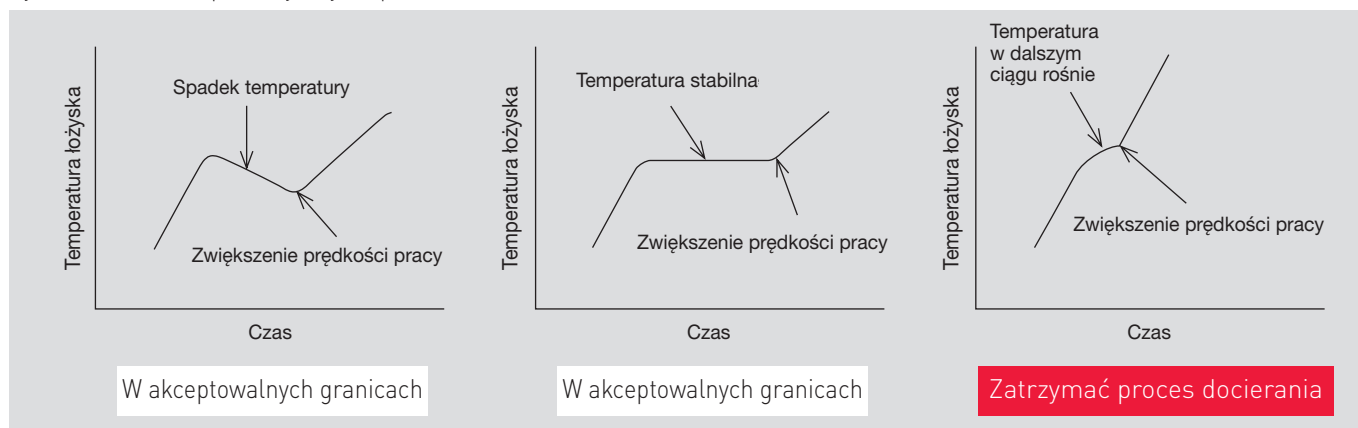 Temperatura łożyska
Spadek temperatury
Zwiększenie prędkości pracy
Czas
W akceptowalnych granicach
Temperatura łożyska
Temperatura stabilna
Zwiększenie prędkości pracy
Czas
W akceptowalnych granicach
Temperatura łożyska
Temperatura
w dalszym
ciągu rośnie
Zwiększenie prędkości pracy
Czas
Zatrzymać proces docierania